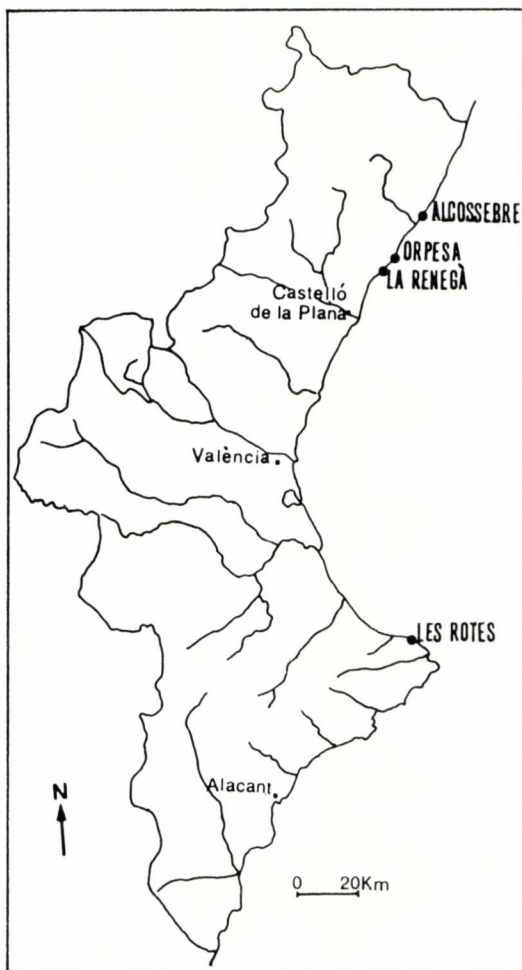 ALCOSSEBRE
ORPESA
LA RENEGÀ
Castelló
de la Plana
València
LES ROTES
Alacant
N
0 20Km